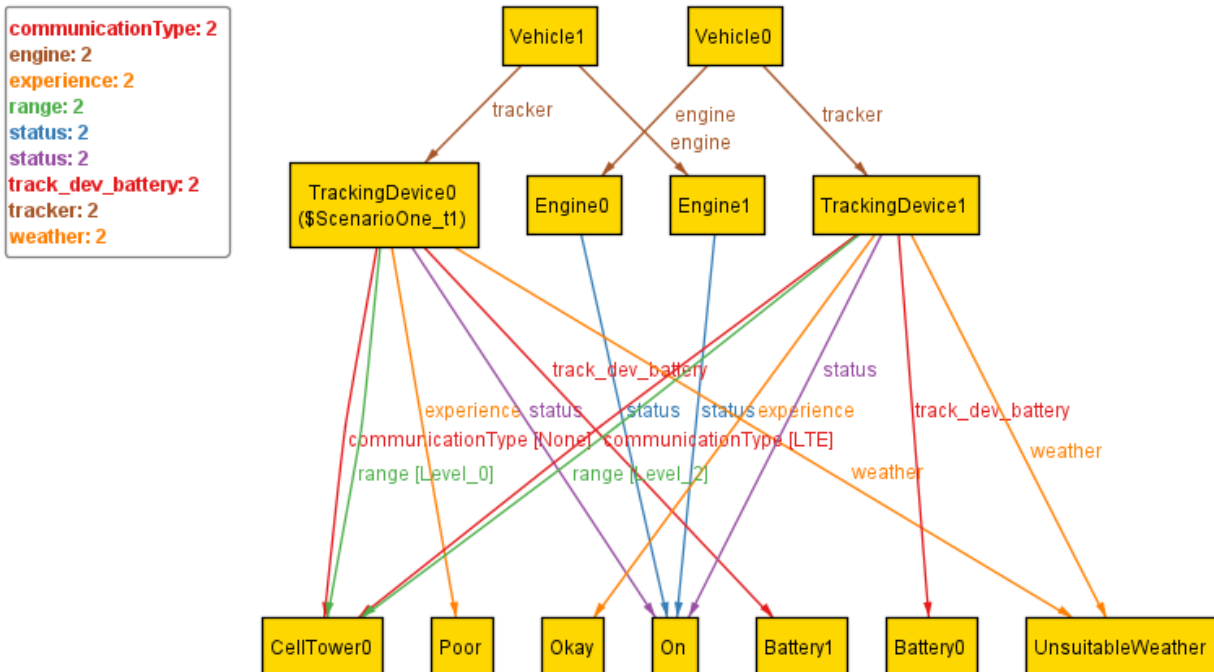 communicationType: 2
engine: 2
experience: 2
range: 2
status: 2
status: 2
track_dev_battery: 2
tracker: 2
weather: 2
Vehicle1
Vehicle0
tracker
engine
engine
tracker
TrackingDevice0
($ScenarioOne_t1)
Engine0
Engine1
TrackingDevice1
track_dev_battery
status
experience
status
status
status
experience
track_dev_battery
communicationType [None]
communicationType [LTE]
weather
range [Level_0]
range [Level_2]
weather
CellTower0
Poor
Okay
On
Battery1
Battery0
UnsuitableWeather